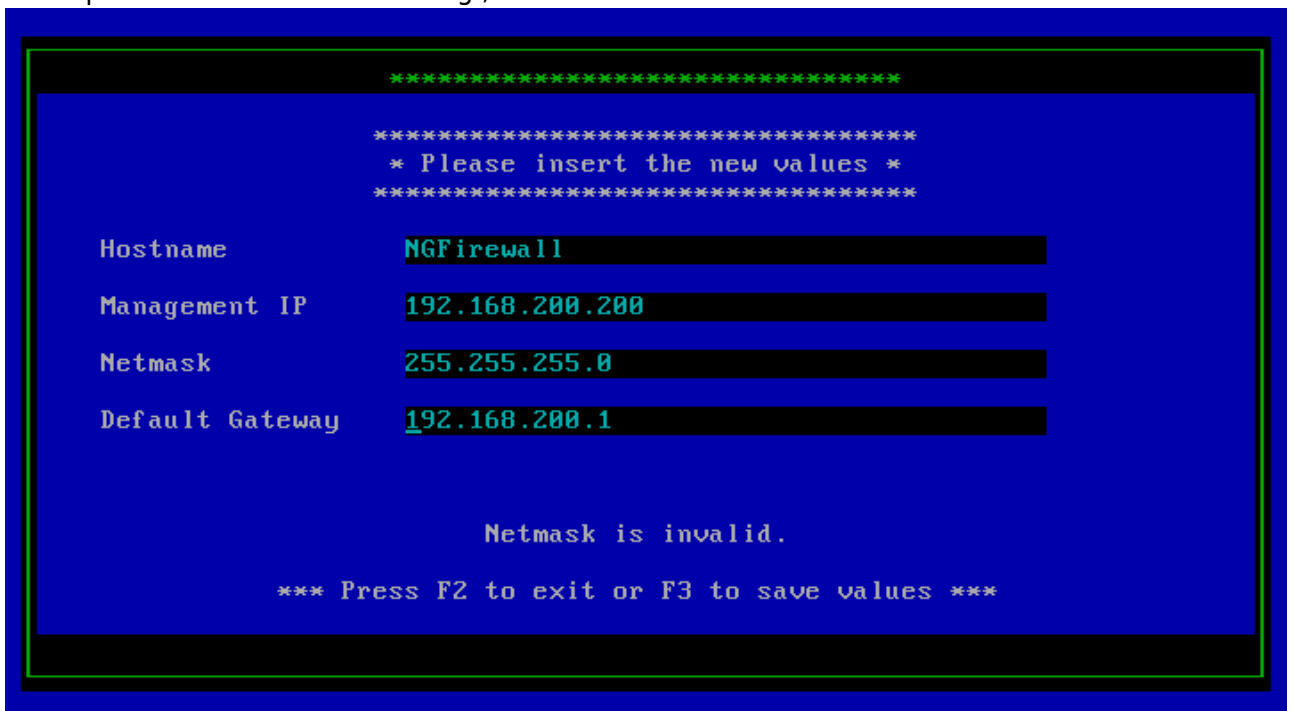 *********************************
**********************************
* Please insert the new values *
**********************************
Hostname NGFirewall
Management IP 192.168.200.200
Netmask 255.255.255.0
Default Gateway 192.168.200.1
Netmask is invalid.
*** Press F2 to exit or F3 to save values ***